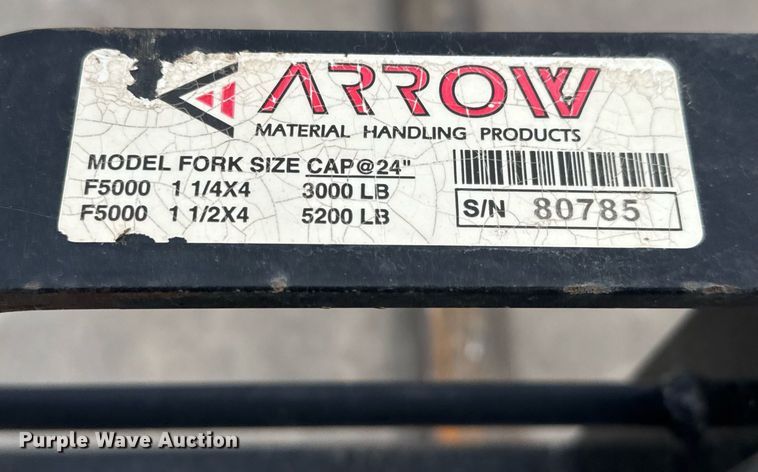 ARROW
MATERIAL HANDLING PRODUCTS
MODEL FORK SIZE CAP@24"
F5000 1 1/4X4 3000 LB
F5000 1 1/2X4 5200 LB
S/N 80785
Purple Wave Auction